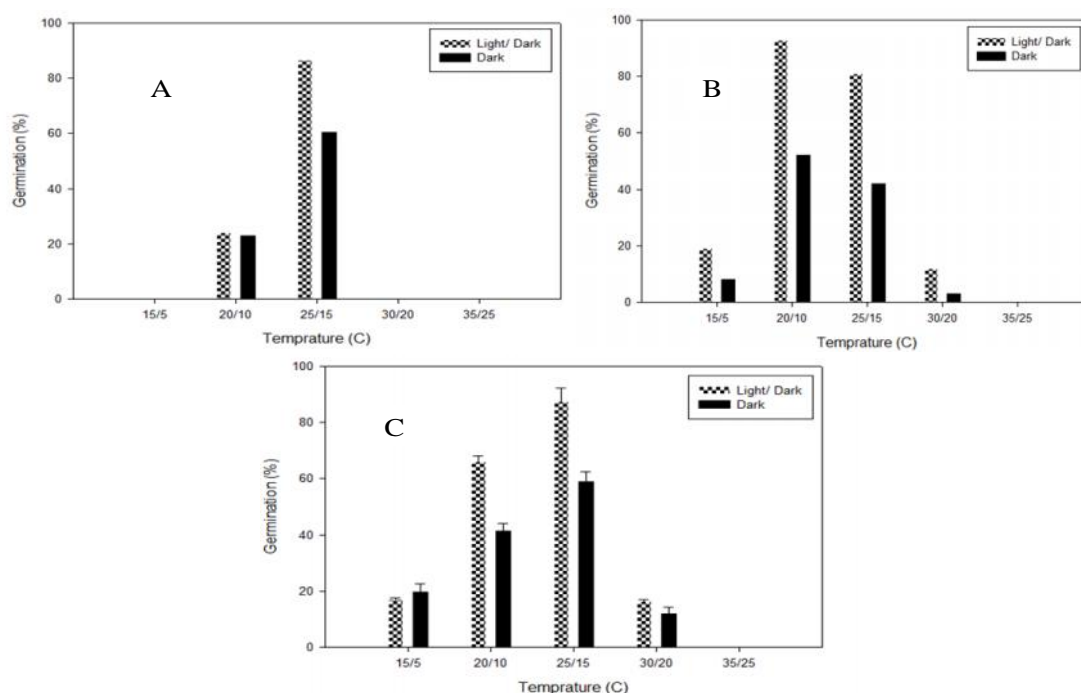 100
80
60
40
20
0
Germination (%)
A
Light/ Dark
Dark
15/5 20/10 25/15 30/20 35/25
Temprature (C)
100
80
60
40
20
0
Germination (%)
B
Light/ Dark
Dark
15/5 20/10 25/15 30/20 35/25
Temprature (C)
100
80
60
40
20
0
Germination (%)
C
Light/ Dark
Dark
15/5 20/10 25/15 30/20 35/25
Temprature (C)